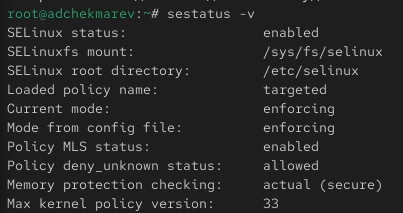 root@adchekmarev:~# sestatus -v
SELinux status: enabled
SELinuxfs mount: /sys/fs/selinux
SELinux root directory: /etc/selinux
Loaded policy name: targeted
Current mode: enforcing
Mode from config file: enforcing
Policy MLS status: enabled
Policy deny_unknown status: allowed
Memory protection checking: actual (secure)
Max kernel policy version: 33